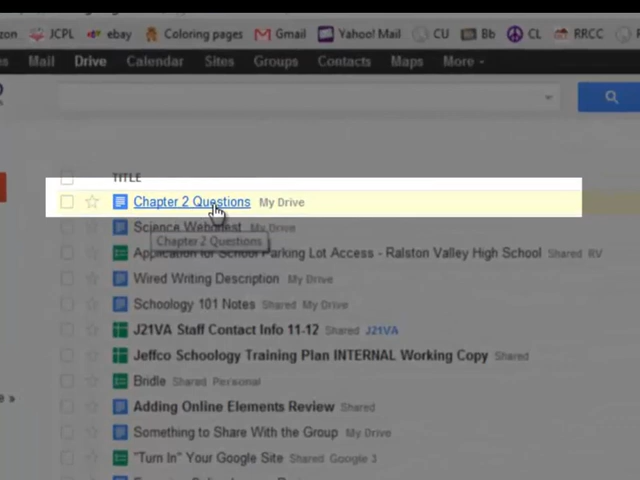 zon JCPL ebay Coloring pages Gmail Yahoo! Mail CU Bb CL RRCC
Mail Drive Calendar Sites Groups Contacts Maps More
TITLE
Chapter 2 Questions My Drive
Science Webquest My Drive
Chapter 2 Questions
Application for School Parking Lot Access - Ralston Valley High School Shared RV
Wired Writing Description My Drive
Schoology 101 Notes Shared My Drive
J21VA Staff Contact Info 11-12 Shared J21VA
Jeffco Schoology Training Plan INTERNAL Working Copy Shared
Bridle Shared Personal
e »
Adding Online Elements Review Shared
Something to Share With the Group My Drive
"Turn In" Your Google Site Shared Google 3